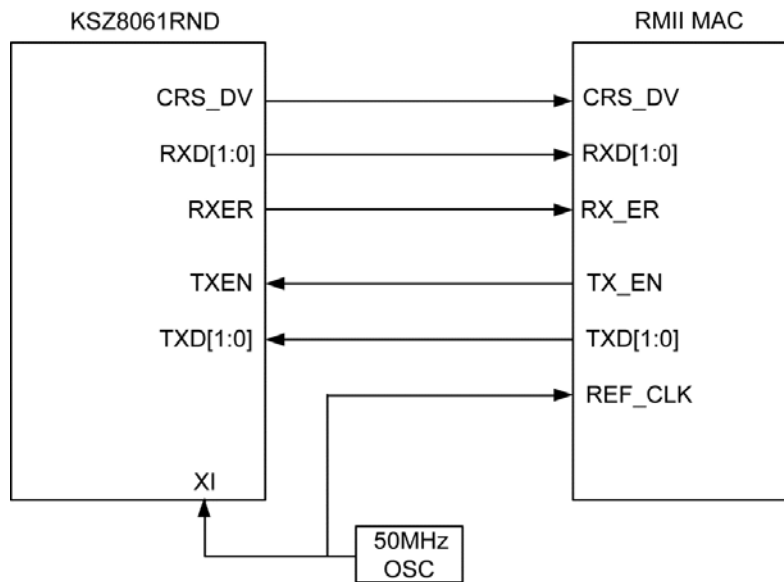 KSZ8061RND
RMII MAC
CRS_DV
CRS_DV
RXD[1:0]
RXD[1:0]
RXER
RX_ER
TXEN
TX_EN
TXD[1:0]
TXD[1:0]
REF_CLK
XI
50MHz
OSC